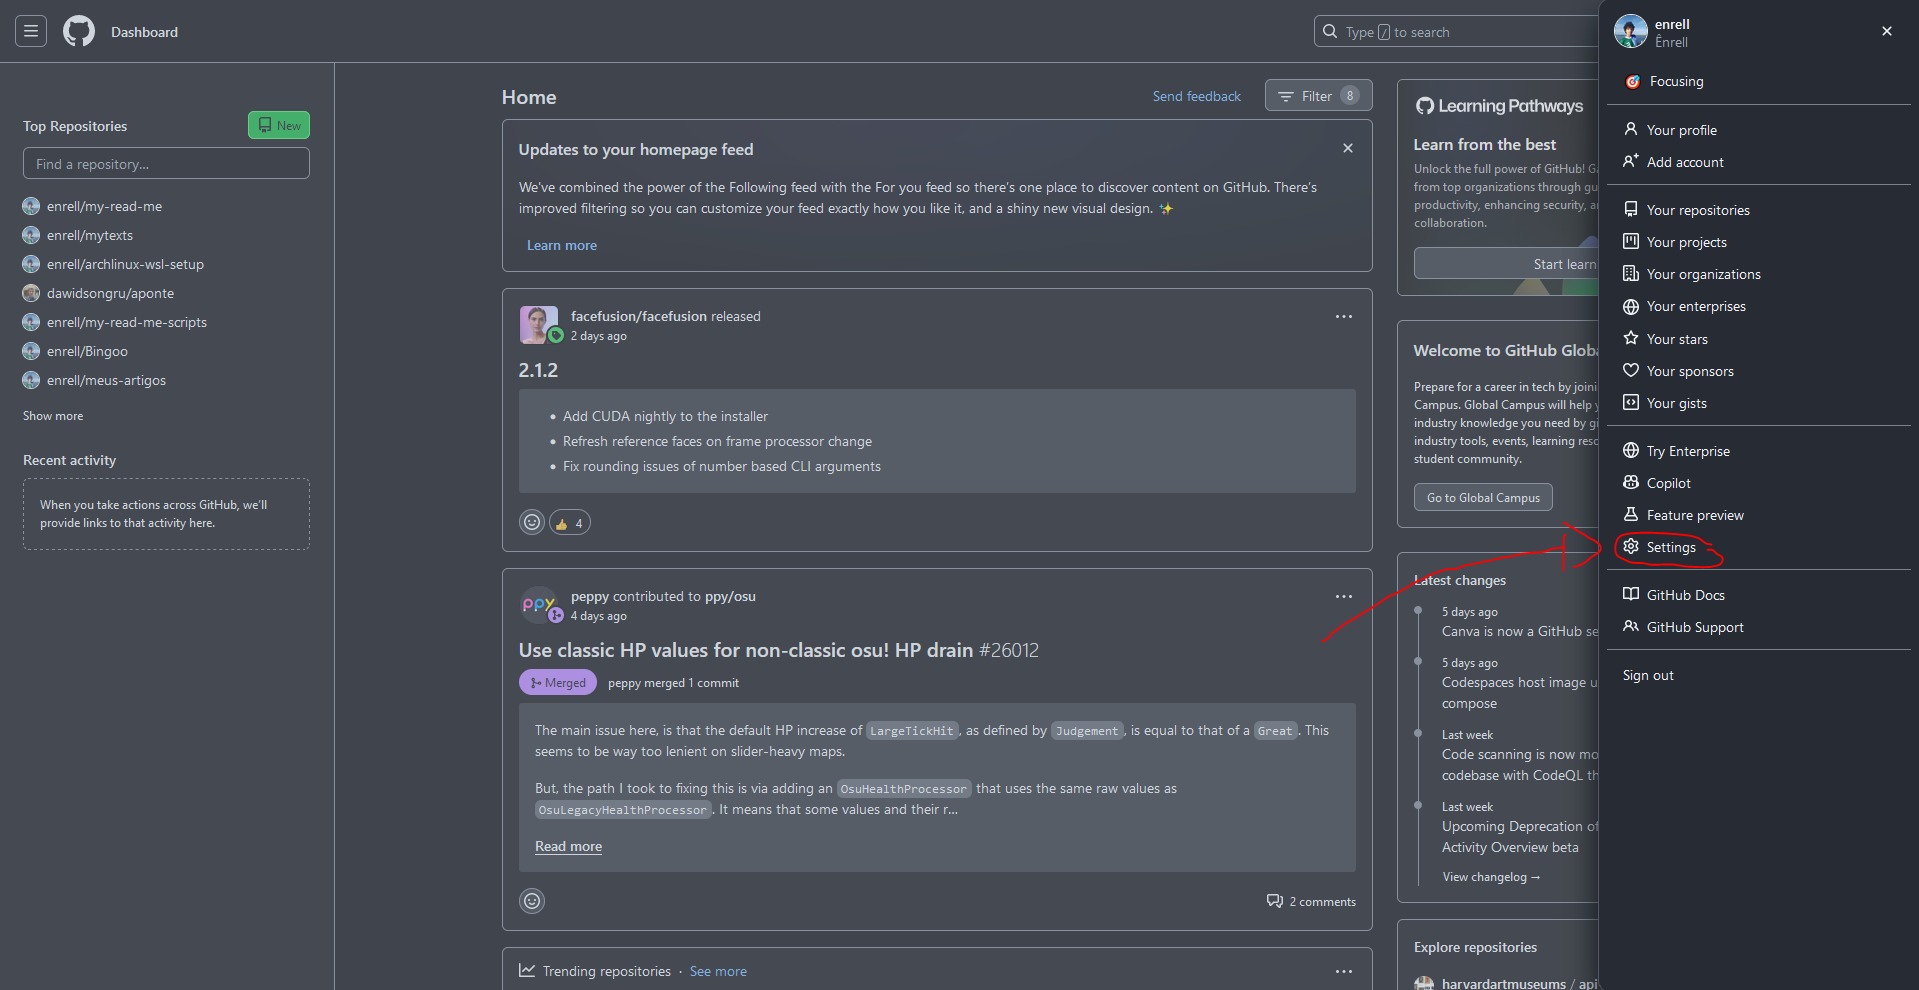 Dashboard
Type / to search
Top Repositories
New
Find a repository...
enrell/my-read-me
enrell/mytexts
enrell/archlinux-wsl-setup
dawidsongru/aponte
enrell/my-read-me-scripts
enrell/Bingoo
enrell/meus-artigos
Show more
Recent activity
When you take actions across GitHub, we'll
provide links to that activity here.
Home
Send feedback
Filter 8
Updates to your homepage feed
We've combined the power of the Following feed with the For you feed so there's one place to discover content on GitHub. There's
improved filtering so you can customize your feed exactly how you like it, and a shiny new visual design. ✨
Learn more
facefusion/facefusion released
2 days ago
2.1.2
• Add CUDA nightly to the installer
• Refresh reference faces on frame processor change
• Fix rounding issues of number based CLI arguments
👍 4
ppy
peppy contributed to ppy/osu
4 days ago
Use classic HP values for non-classic osu! HP drain #26012
Merged
peppy merged 1 commit
The main issue here, is that the default HP increase of LargeTickHit, as defined by Judgement, is equal to that of a Great. This
seems to be way too lenient on slider-heavy maps.
But, the path I took to fixing this is via adding an OsuHealthProcessor that uses the same raw values as
OsuLegacyHealthProcessor. It means that some values and their r...
Read more
2 comments
Trending repositories · See more
Learning Pathways
Learn from the best
Unlock the full power of GitHub! Ga
from top organizations through gu
productivity, enhancing security, a
collaboration.
Start learn
Welcome to GitHub Globa
Prepare for a career in tech by joini
Campus. Global Campus will help y
industry knowledge you need by gi
industry tools, events, learning reso
student community.
Go to Global Campus
Latest changes
5 days ago
Canva is now a GitHub se
5 days ago
Codespaces host image u
compose
Last week
Code scanning is now mo
codebase with CodeQL th
Last week
Upcoming Deprecation of
Activity Overview beta
View changelog →
Explore repositories
harvardartmuseums / api
enrell
Ênrell
Focusing
Your profile
Add account
Your repositories
Your projects
Your organizations
Your enterprises
Your stars
Your sponsors
Your gists
Try Enterprise
Copilot
Feature preview
Settings
GitHub Docs
GitHub Support
Sign out